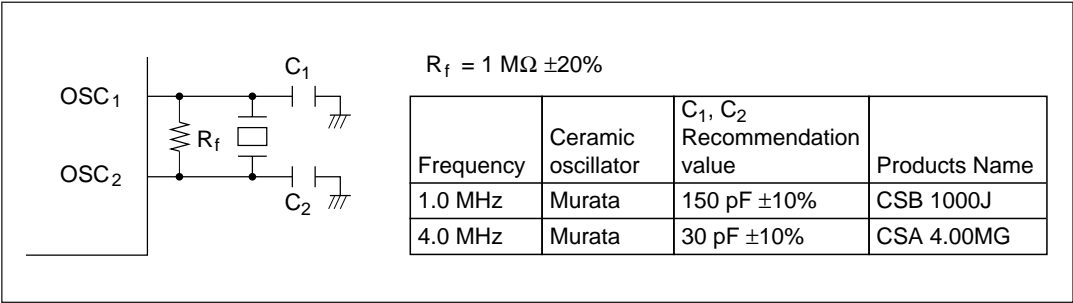 OSC1
OSC2
Rf
C1
C2
Rf = 1 MΩ ±20%
Frequency | Ceramic oscillator | C1, C2 Recommendation value | Products Name
1.0 MHz | Murata | 150 pF ±10% | CSB 1000J
4.0 MHz | Murata | 30 pF ±10% | CSA 4.00MG